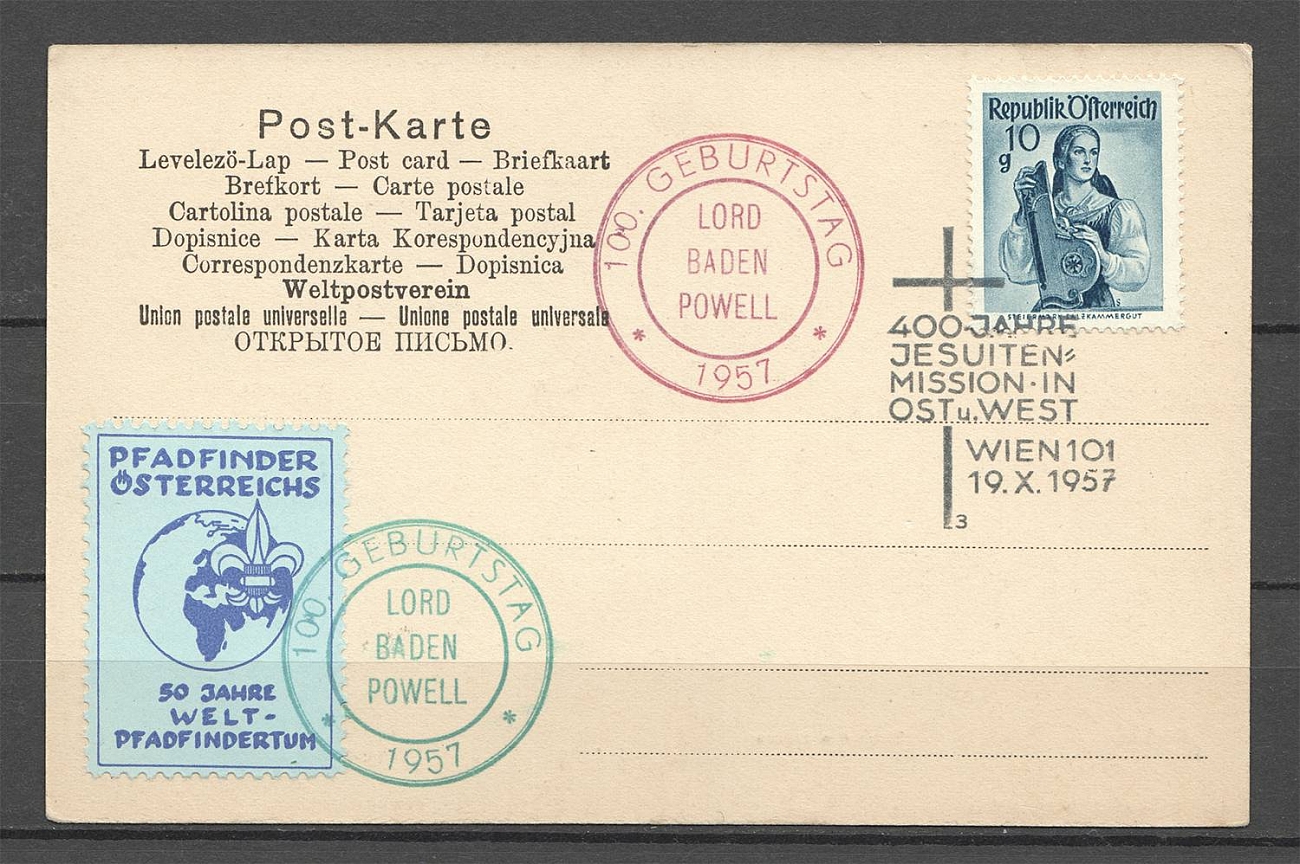 Post-Karte
Levelező-Lap — Post card — Briefkaart
Brefkort — Carte postale
Cartolina postale — Tarjeta postal
Dopisnice — Karta Korespondencyjna
Correspondenzkarte — Dopisnica
Weltpostverein
Union postale universelle — Unione postale universale
ОТКРЫТОЕ ПИСЬМО.
100. GEBURTSTAG
LORD
BADEN
POWELL
* 1957 *
Republik Österreich
10
g
STEIERMARK, SALZKAMMERGUT
400-JAHRE
JESUITEN=
MISSION·IN
OST u. WEST
WIEN 101
19. X. 1957
3
PFADFINDER
ÖSTERREICHS
50 JAHRE
WELT-
PFADFINDERTUM
100. GEBURTSTAG
LORD
BADEN
POWELL
* 1957 *